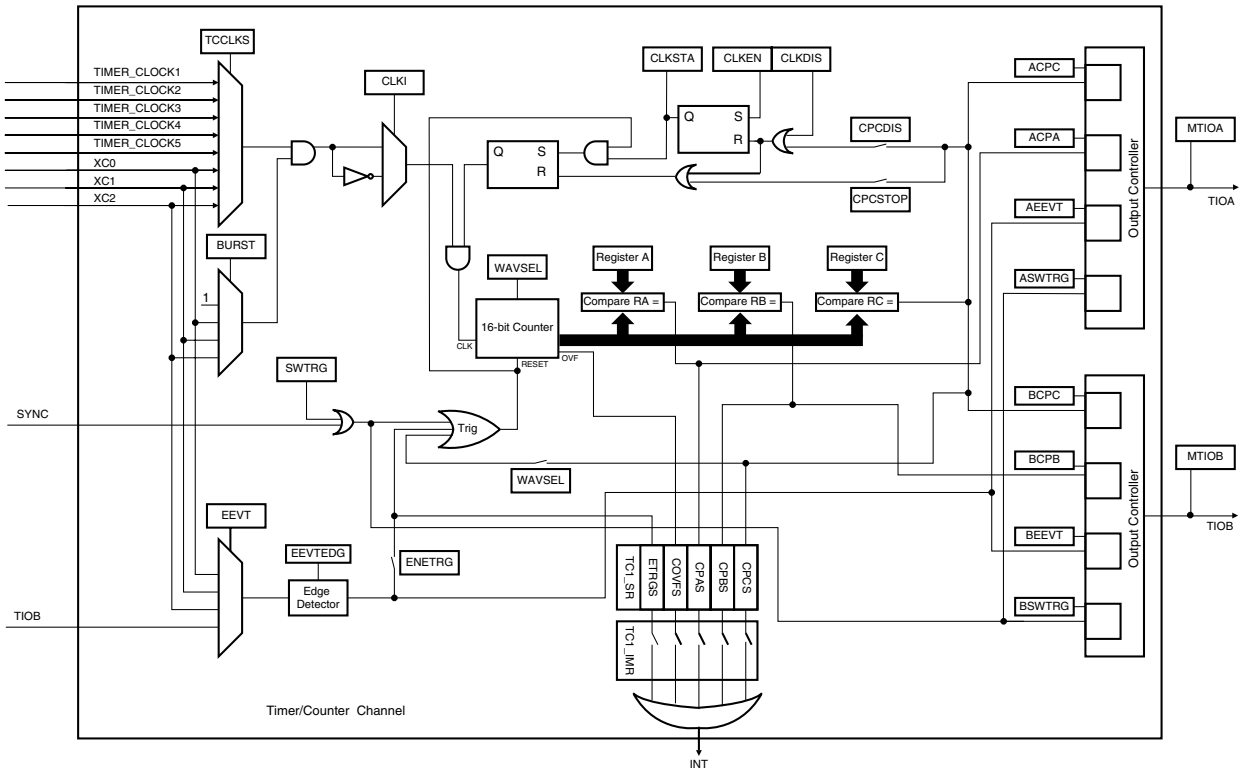 TCCLKS
TIMER_CLOCK1
TIMER_CLOCK2
TIMER_CLOCK3
TIMER_CLOCK4
TIMER_CLOCK5
XC0
XC1
XC2
CLKI
CLKSTA
CLKEN
CLKDIS
Q
S
R
Q
S
R
CPCDIS
CPCSTOP
ACPC
ACPA
AEEVT
ASWTRG
Output Controller
MTIOA
TIOA
BURST
1
WAVSEL
Register A
Register B
Register C
Compare RA =
Compare RB =
Compare RC =
16-bit Counter
CLK
RESET
OVF
SWTRG
SYNC
Trig
WAVSEL
BCPC
BCPB
BEEVT
BSWTRG
Output Controller
MTIOB
TIOB
EEVT
EEVTEDG
Edge
Detector
ENETRG
TIOB
TC1_SR
ETRGS
COVFS
CPAS
CPBS
CPCS
TC1_IMR
Timer/Counter Channel
INT